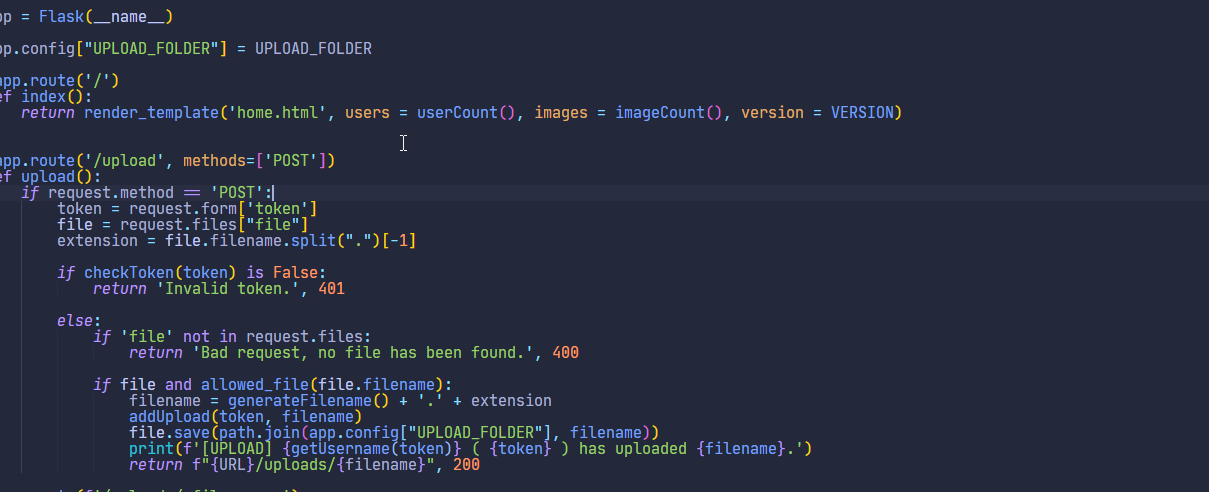 pp = Flask(__name__)
pp.config["UPLOAD_FOLDER"] = UPLOAD_FOLDER
app.route('/')
ef index():
return render_template('home.html', users = userCount(), images = imageCount(), version = VERSION)
app.route('/upload', methods=['POST'])
ef upload():
if request.method == 'POST':
token = request.form['token']
file = request.files["file"]
extension = file.filename.split(".")[-1]
if checkToken(token) is False:
return 'Invalid token.', 401
else:
if 'file' not in request.files:
return 'Bad request, no file has been found.', 400
if file and allowed_file(file.filename):
filename = generateFilename() + '.' + extension
addUpload(token, filename)
file.save(path.join(app.config["UPLOAD_FOLDER"], filename))
print(f'[UPLOAD] {getUsername(token)} ( {token} ) has uploaded {filename}.')
return f"{URL}/uploads/{filename}", 200